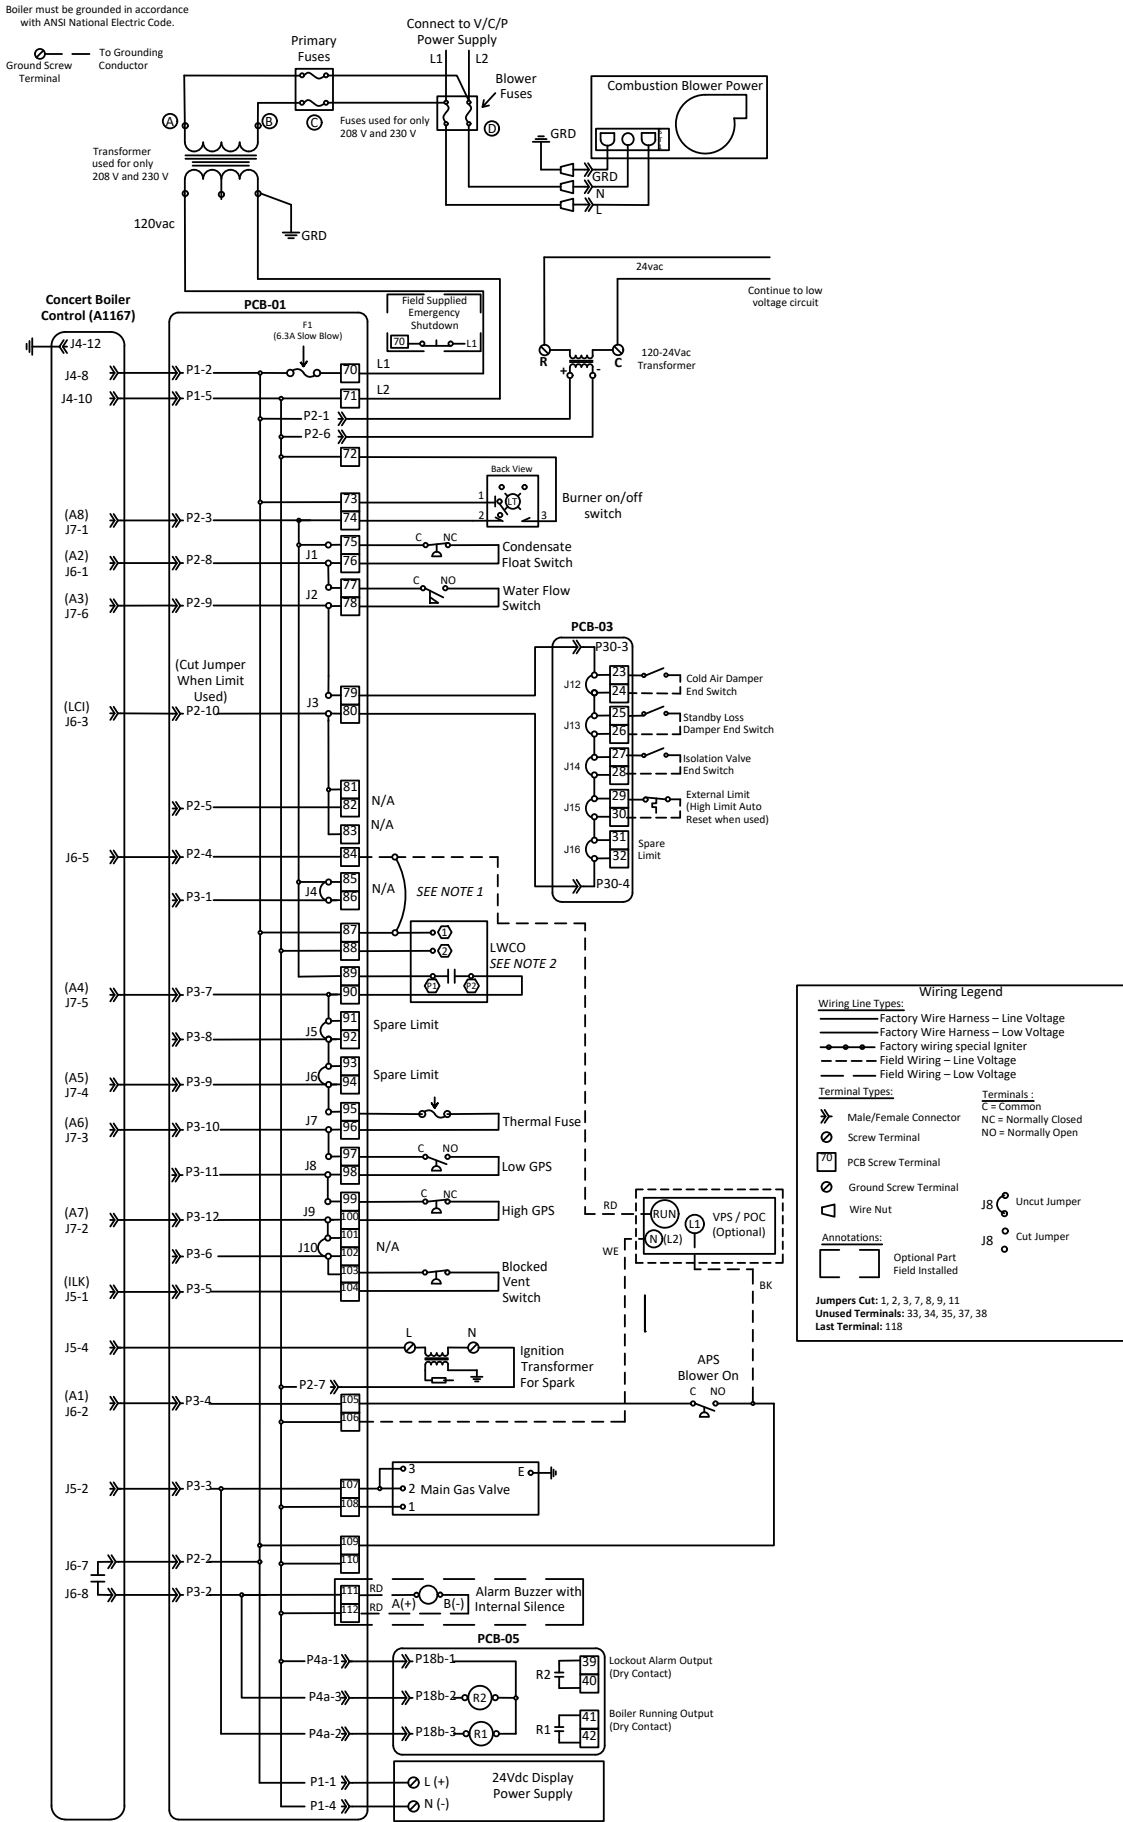 Boiler must be grounded in accordance
with ANSI National Electric Code.
Ground Screw
Terminal
To Grounding
Conductor
Primary
Fuses
Connect to V/C/P
Power Supply
L1
L2
Blower
Fuses
Combustion Blower Power
A
B
C
D
Fuses used for only
208 V and 230 V
Transformer
used for only
208 V and 230 V
GRD
GRD
N
L
120vac
GRD
24vac
Continue to low
voltage circuit
Concert Boiler
Control (A1167)
PCB-01
F1
(6.3A Slow Blow)
Field Supplied
Emergency
Shutdown
70
L1
R
C
+
-
120-24Vac
Transformer
J4-12
J4-8
P1-2
70
L1
J4-10
P1-5
71
L2
P2-1
P2-6
72
Back View
73
1
LT
Burner on/off
switch
(A8)
J7-1
P2-3
74
2
3
75
C
NC
Condensate
Float Switch
(A2)
J6-1
P2-8
J1
76
77
C
NO
Water Flow
Switch
(A3)
J7-6
P2-9
J2
78
PCB-03
P30-3
(Cut Jumper
When Limit
Used)
J12
23
24
Cold Air Damper
End Switch
79
(LCI)
J6-3
P2-10
J3
80
J13
25
26
Standby Loss
Damper End Switch
J14
27
28
Isolation Valve
End Switch
81
P2-5
82
N/A
J15
29
30
External Limit
(High Limit Auto
Reset when used)
83
N/A
J16
31
32
Spare
Limit
J6-5
P2-4
84
P30-4
85
P3-1
J4
86
N/A
SEE NOTE 1
87
1
88
2
LWCO
SEE NOTE 2
89
P1
P2
(A4)
J7-5
P3-7
90
91
Spare Limit
P3-8
J5
92
93
Spare Limit
(A5)
J7-4
P3-9
J6
94
95
Thermal Fuse
(A6)
J7-3
P3-10
J7
96
97
C
NO
Low GPS
P3-11
J8
98
99
C
NC
High GPS
(A7)
J7-2
P3-12
J9
100
101
N/A
P3-6
J10
102
103
Blocked
Vent
Switch
(ILK)
J5-1
P3-5
104
RD
RUN
L1
N
(L2)
VPS / POC
(Optional)
WE
BK
J5-4
L
N
Ignition
Transformer
For Spark
P2-7
APS
Blower On
C
NO
(A1)
J6-2
P3-4
105
106
3
2
1
Main Gas Valve
E
J5-2
P3-3
107
108
109
110
J6-7
P2-2
J6-8
P3-2
111
RD
112
RD
A(+)
B(-)
Alarm Buzzer with
Internal Silence
PCB-05
P4a-1
P18b-1
P4a-3
P18b-2
R2
P4a-2
P18b-3
R1
R2
39
40
Lockout Alarm Output
(Dry Contact)
R1
41
42
Boiler Running Output
(Dry Contact)
P1-1
L (+)
P1-4
N (-)
24Vdc Display
Power Supply
Wiring Legend
Wiring Line Types:
Factory Wire Harness – Line Voltage
Factory Wire Harness – Low Voltage
Factory wiring special Igniter
Field Wiring – Line Voltage
Field Wiring – Low Voltage
Terminal Types:
Male/Female Connector
Screw Terminal
70
PCB Screw Terminal
Ground Screw Terminal
Wire Nut
Terminals :
C = Common
NC = Normally Closed
NO = Normally Open
J8
Uncut Jumper
J8
Cut Jumper
Annotations:
Optional Part
Field Installed
Jumpers Cut: 1, 2, 3, 7, 8, 9, 11
Unused Terminals: 33, 34, 35, 37, 38
Last Terminal: 118